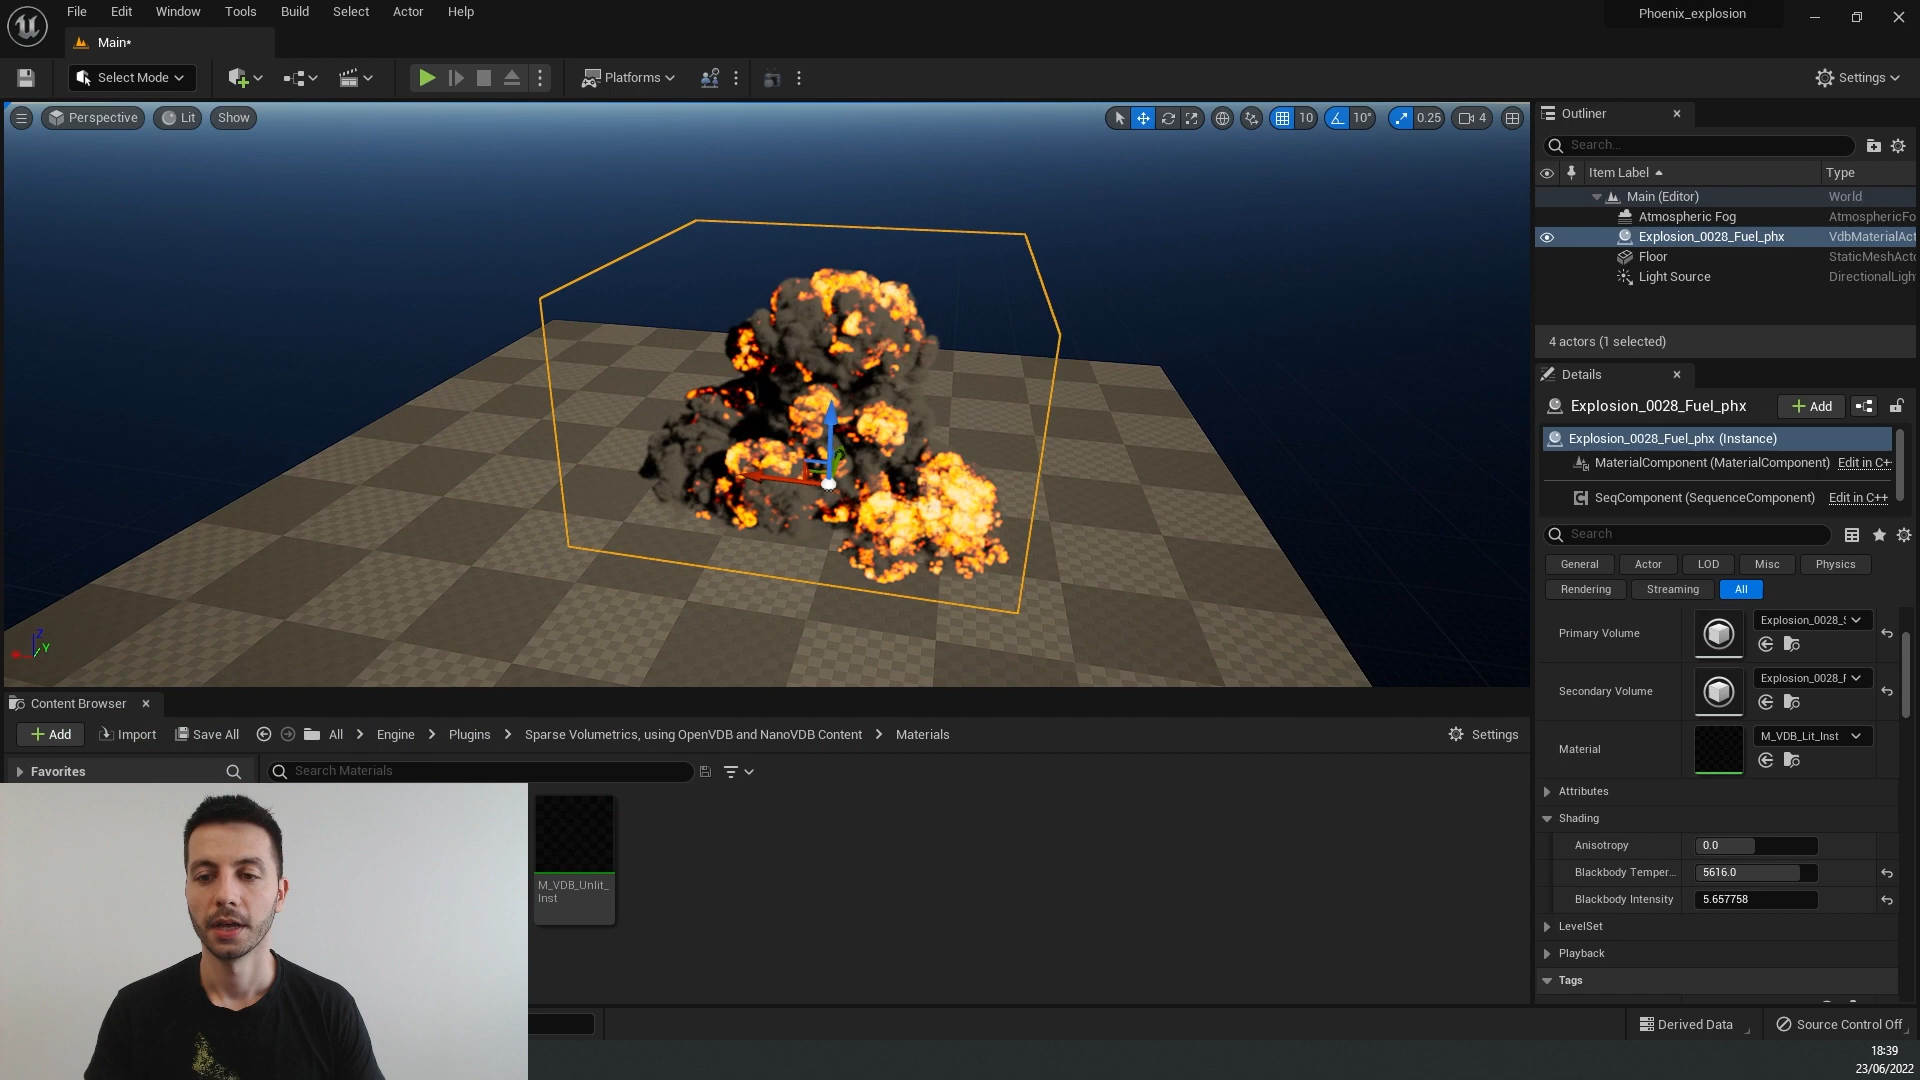 File Edit Window Tools Build Select Actor Help
Phoenix_explosion
Main*
Select Mode
Platforms
Settings
Perspective Lit Show
10 10° 0.25 4
Outliner
Search...
Item Label Type
Main (Editor) World
Atmospheric Fog AtmosphericFo
Explosion_0028_Fuel_phx VdbMaterialAct
Floor StaticMeshActo
Light Source DirectionalLigh
4 actors (1 selected)
Details
Explosion_0028_Fuel_phx Add
Explosion_0028_Fuel_phx (Instance)
MaterialComponent (MaterialComponent) Edit in C+
SeqComponent (SequenceComponent) Edit in C++
Search
General Actor LOD Misc Physics
Rendering Streaming All
Primary Volume Explosion_0028_S
Secondary Volume Explosion_0028_F
Material M_VDB_Lit_Inst
Attributes
Shading
Anisotropy 0.0
Blackbody Temper... 5616.0
Blackbody Intensity 5.657758
LevelSet
Playback
Tags
Z
Y
Content Browser
Add Import Save All All > Engine > Plugins > Sparse Volumetrics, using OpenVDB and NanoVDB Content > Materials Settings
Favorites
Search Materials
M_VDB_Unlit_
Inst
Derived Data Source Control Off
18:39
23/06/2022